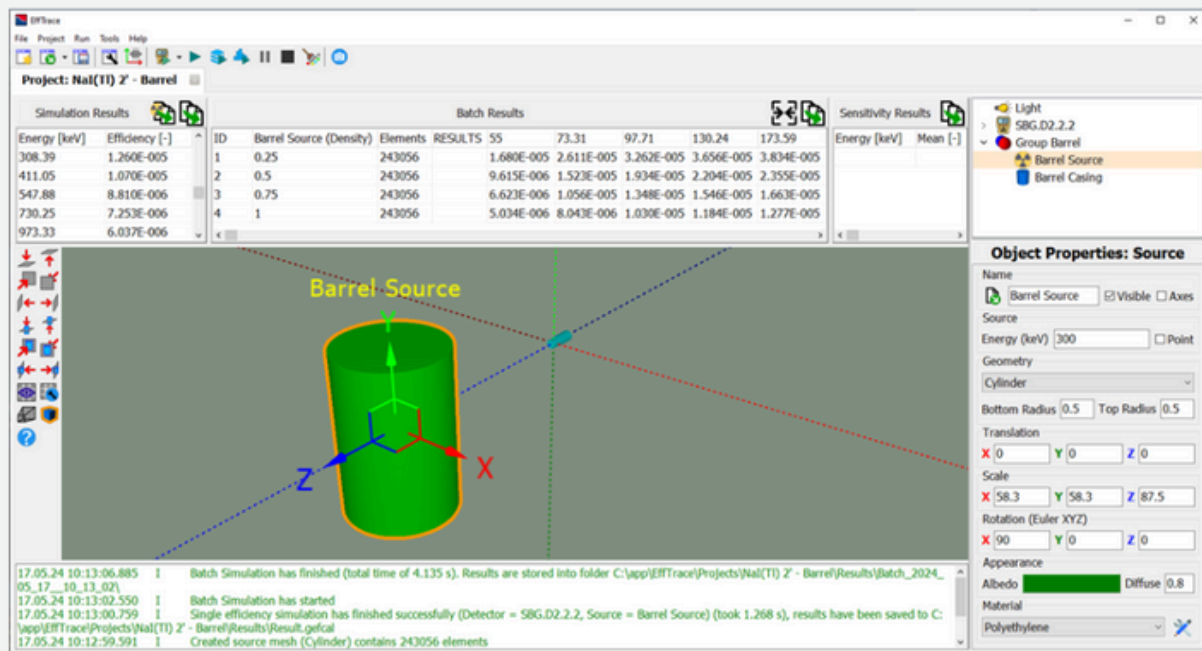 EffTrace
File Project Run Tools Help
Project: NaI(Tl) 2' - Barrel
Simulation Results
Energy [keV] Efficiency [-]
308.39 1.260E-005
411.05 1.070E-005
547.88 8.810E-006
730.25 7.253E-006
973.33 6.037E-006
Batch Results
ID Barrel Source (Density) Elements RESULTS 55 73.31 97.71 130.24 173.59
1 0.25 243056 1.680E-005 2.611E-005 3.262E-005 3.656E-005 3.834E-005
2 0.5 243056 9.615E-006 1.523E-005 1.934E-005 2.204E-005 2.355E-005
3 0.75 243056 6.623E-006 1.056E-005 1.348E-005 1.546E-005 1.663E-005
4 1 243056 5.034E-006 8.043E-006 1.030E-005 1.184E-005 1.277E-005
Sensitivity Results
Energy [keV] Mean [-]
Light
SBG.D2.2.2
Group Barrel
Barrel Source
Barrel Casing
Barrel Source
Y
Z
X
Object Properties: Source
Name
Barrel Source Visible Axes
Source
Energy (keV) 300 Point
Geometry
Cylinder
Bottom Radius 0.5 Top Radius 0.5
Translation
X 0 Y 0 Z 0
Scale
X 58.3 Y 58.3 Z 87.5
Rotation (Euler XYZ)
X 90 Y 0 Z 0
Appearance
Albedo Diffuse 0.8
Material
Polyethylene
17.05.24 10:13:06.885 I Batch Simulation has finished (total time of 4.135 s). Results are stored into folder C:\app\EffTrace\Projects\NaI(Tl) 2' - Barrel\Results\Batch_2024_
05_17__10_13_02\
17.05.24 10:13:02.550 I Batch Simulation has started
17.05.24 10:13:00.759 I Single efficiency simulation has finished successfully (Detector = SBG.D2.2.2, Source = Barrel Source) (took 1.268 s), results have been saved to C:
\app\EffTrace\Projects\NaI(Tl) 2' - Barrel\Results\Result.gefcal
17.05.24 10:12:59.591 I Created source mesh (Cylinder) contains 243056 elements